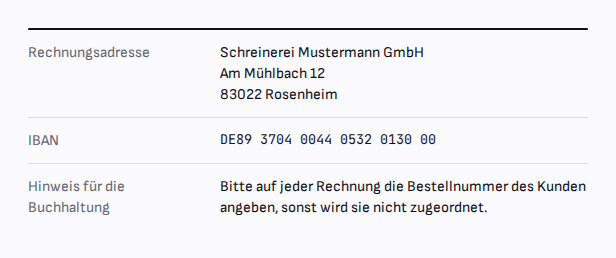 Rechnungsadresse
Schreinerei Mustermann GmbH
Am Mühlbach 12
83022 Rosenheim
IBAN
DE89 3704 0044 0532 0130 00
Hinweis für die
Buchhaltung
Bitte auf jeder Rechnung die Bestellnummer des Kunden
angeben, sonst wird sie nicht zugeordnet.